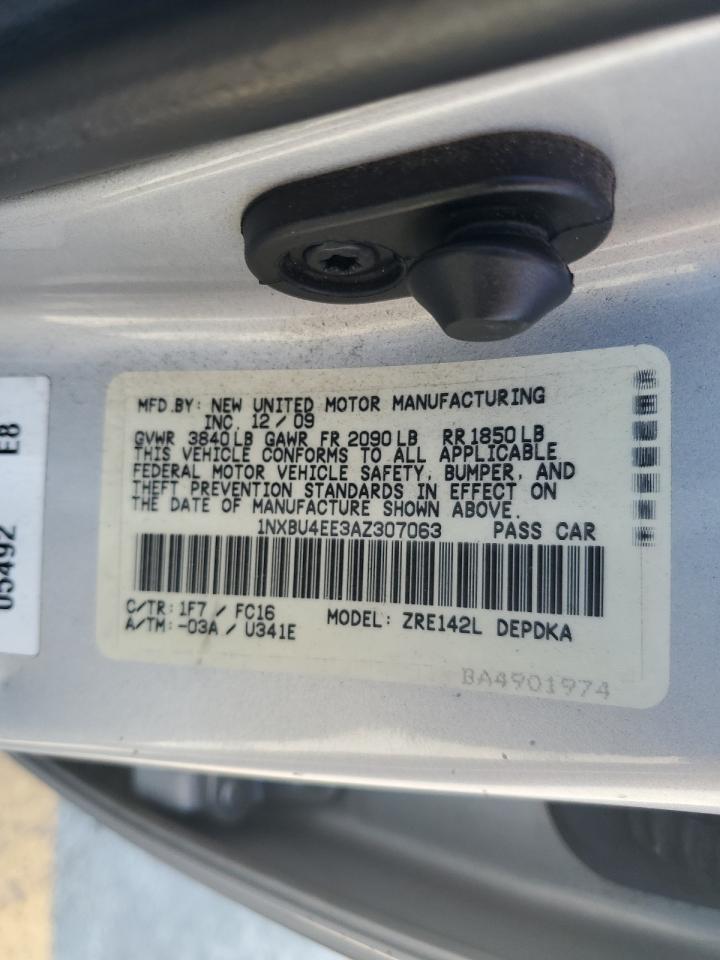 MFD.BY: NEW UNITED MOTOR MANUFACTURING
INC. 12/09
GVWR 3840LB GAWR FR 2090LB RR 1850LB
THIS VEHICLE CONFORMS TO ALL APPLICABLE
FEDERAL MOTOR VEHICLE SAFETY, BUMPER, AND
THEFT PREVENTION STANDARDS IN EFFECT ON
THE DATE OF MANUFACTURE SHOWN ABOVE.
1NXBU4EE3AZ307063 PASS CAR
C/TR: 1F7 / FC16
A/TM: -03A / U341E
MODEL: ZRE142L DEPDKA
BA4901974
05492 E8